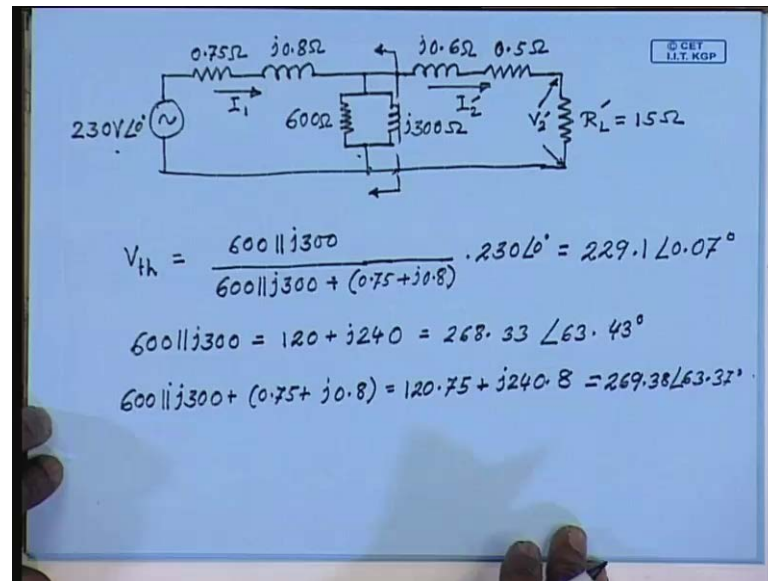 0.75Ω j0.8Ω j0.6Ω 0.5Ω
© CET
I.I.T. KGP
I₁ I₂′
230V∠0° 600Ω j300Ω V₂′ R_L′ = 15Ω
V_th = 600 || j300 / 600||j300 + (0.75+j0.8) . 230∠0° = 229.1 ∠0.07°
600||j300 = 120 + j240 = 268.33 ∠63.43°
600||j300 + (0.75 + j0.8) = 120.75 + j240.8 = 269.38∠63.37°